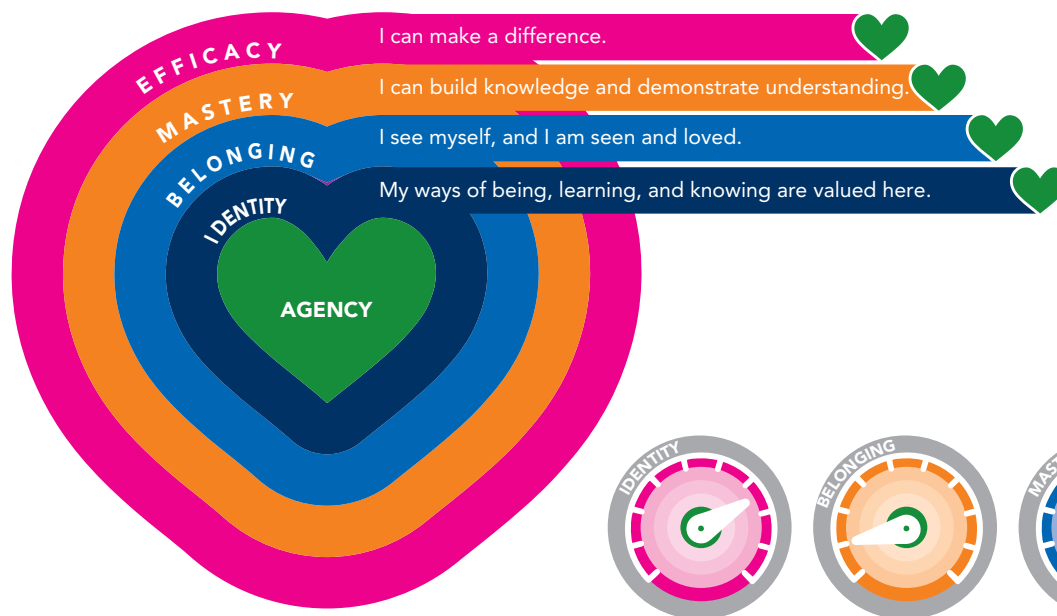 EFFICACY
I can make a difference.
MASTERY
I can build knowledge and demonstrate understanding.
BELONGING
I see myself, and I am seen and loved.
IDENTITY
My ways of being, learning, and knowing are valued here.
AGENCY
IDENTITY
BELONGING